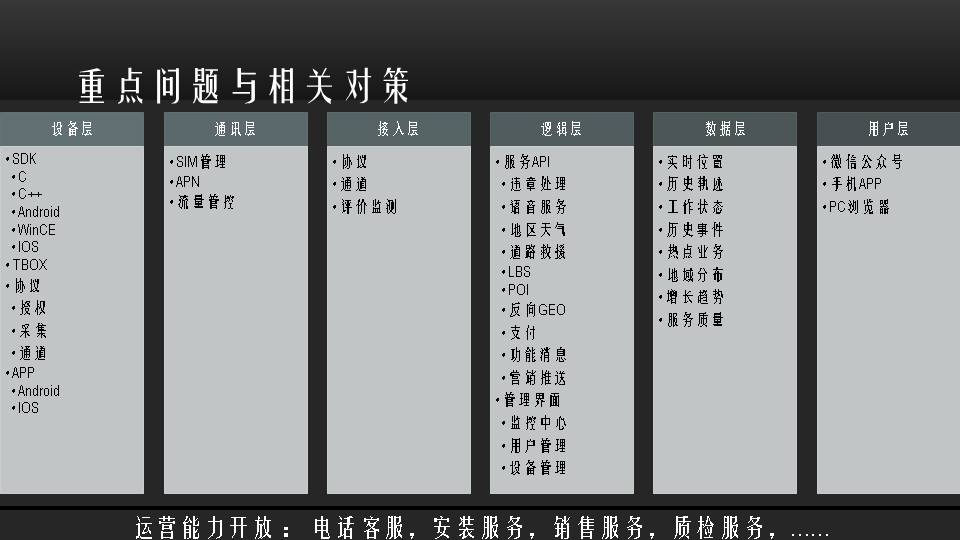 重点问题与相关对策
设备层
•SDK
•C
•C++
•Android
•WinCE
•IOS
•TBOX
•协议
•授权
•采集
•通道
•APP
•Android
•IOS
通讯层
•SIM管理
•APN
•流量管控
接入层
•协议
•通道
•评价监测
逻辑层
•服务API
•违章处理
•语音服务
•地区天气
•道路救援
•LBS
•POI
•反向GEO
•支付
•功能消息
•营销推送
•管理界面
•监控中心
•用户管理
•设备管理
数据层
•实时位置
•历史轨迹
•工作状态
•历史事件
•热点业务
•地域分布
•增长趋势
•服务质量
用户层
•微信公众号
•手机APP
•PC浏览器
运营能力开放：电话客服，安装服务，销售服务，质检服务，……